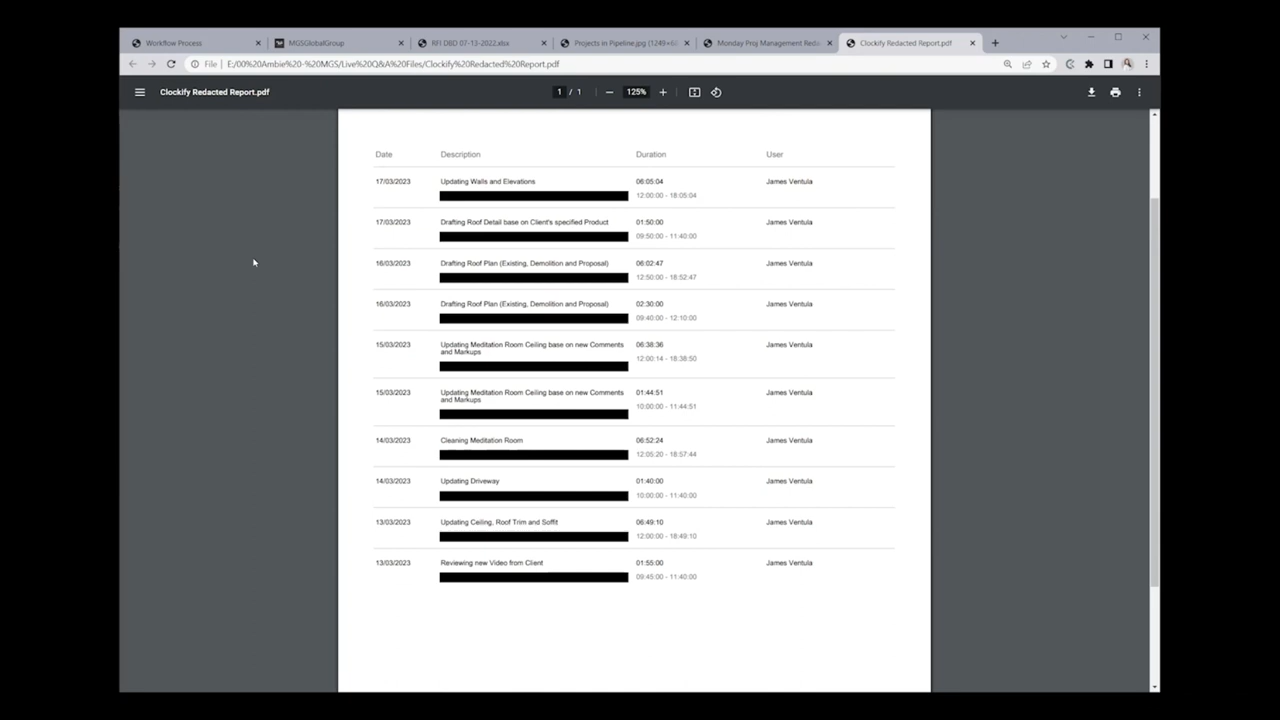 Workflow Process
MGSGlobalGroup
RFI DBD 07-13-2022.xlsx
Projects in Pipeline.jpg (1249×6
Monday Proj Management Reda
Clockify Redacted Report.pdf
File | E:/00%20Ambie%20-%20MGS/Live%20Q&A%20Files/Clockify%20Redacted%20Report.pdf
Clockify Redacted Report.pdf
1 / 1
125%
Date Description Duration User
17/03/2023 Updating Walls and Elevations 06:05:04 James Ventula
12:00:00 - 18:05:04
17/03/2023 Drafting Roof Detail base on Client's specified Product 01:50:00 James Ventula
09:50:00 - 11:40:00
16/03/2023 Drafting Roof Plan (Existing, Demolition and Proposal) 06:02:47 James Ventula
12:50:00 - 18:52:47
16/03/2023 Drafting Roof Plan (Existing, Demolition and Proposal) 02:30:00 James Ventula
09:40:00 - 12:10:00
15/03/2023 Updating Meditation Room Ceiling base on new Comments 06:38:36 James Ventula
and Markups
12:00:14 - 18:38:50
15/03/2023 Updating Meditation Room Ceiling base on new Comments 01:44:51 James Ventula
and Markups
10:00:00 - 11:44:51
14/03/2023 Cleaning Meditation Room 06:52:24 James Ventula
12:05:20 - 18:57:44
14/03/2023 Updating Driveway 01:40:00 James Ventula
10:00:00 - 11:40:00
13/03/2023 Updating Ceiling, Roof Trim and Soffit 06:49:10 James Ventula
12:00:00 - 18:49:10
13/03/2023 Reviewing new Video from Client 01:55:00 James Ventula
09:45:00 - 11:40:00